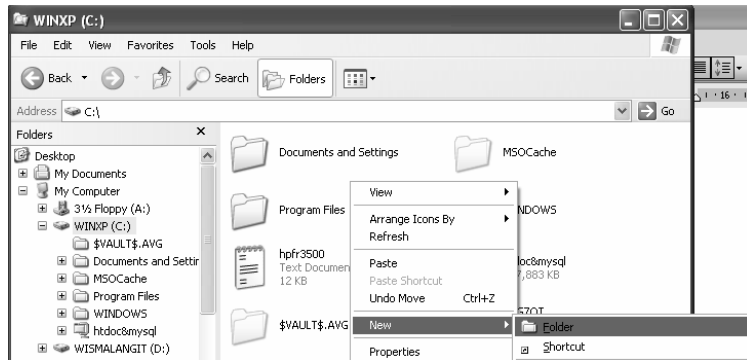 WINXP (C:)
File Edit View Favorites Tools Help
Back Search Folders
Address C:\ Go
Folders
Desktop
My Documents
My Computer
3½ Floppy (A:)
WINXP (C:)
$VAULT$.AVG
Documents and Settir
MSOCache
Program Files
WINDOWS
htdoc&mysql
WISMALANGIT (D:)
Documents and Settings
MSOCache
Program Files
NDOWS
hpfr3500
Text Documen
12 KB
oc&mysql
,883 KB
$VAULT$.AVG
View
Arrange Icons By
Refresh
Paste
Paste Shortcut
Undo Move Ctrl+Z
New
Properties
Folder
Shortcut
16